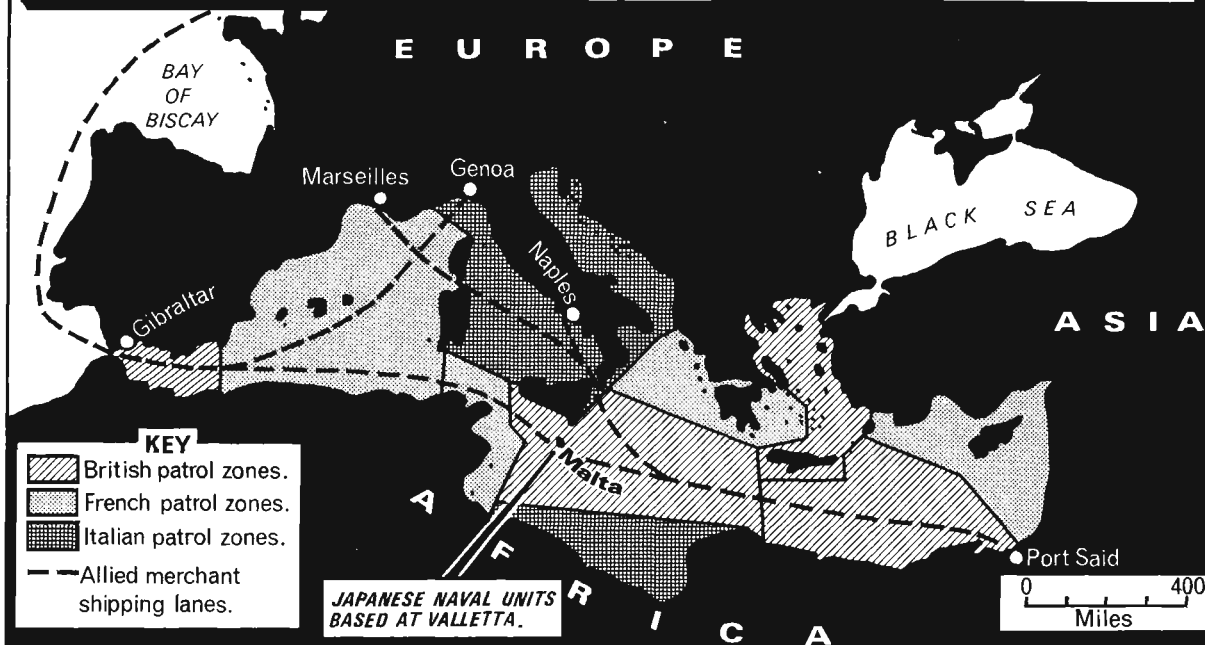 EUROPE
BAY
OF
BISCAY
Marseilles
Genoa
BLACK SEA
Naples
Gibraltar
ASIA
KEY
British patrol zones.
French patrol zones.
Italian patrol zones.
Allied merchant
shipping lanes.
Malta
AFRICA
JAPANESE NAVAL UNITS
BASED AT VALLETTA.
Port Said
0 400
Miles